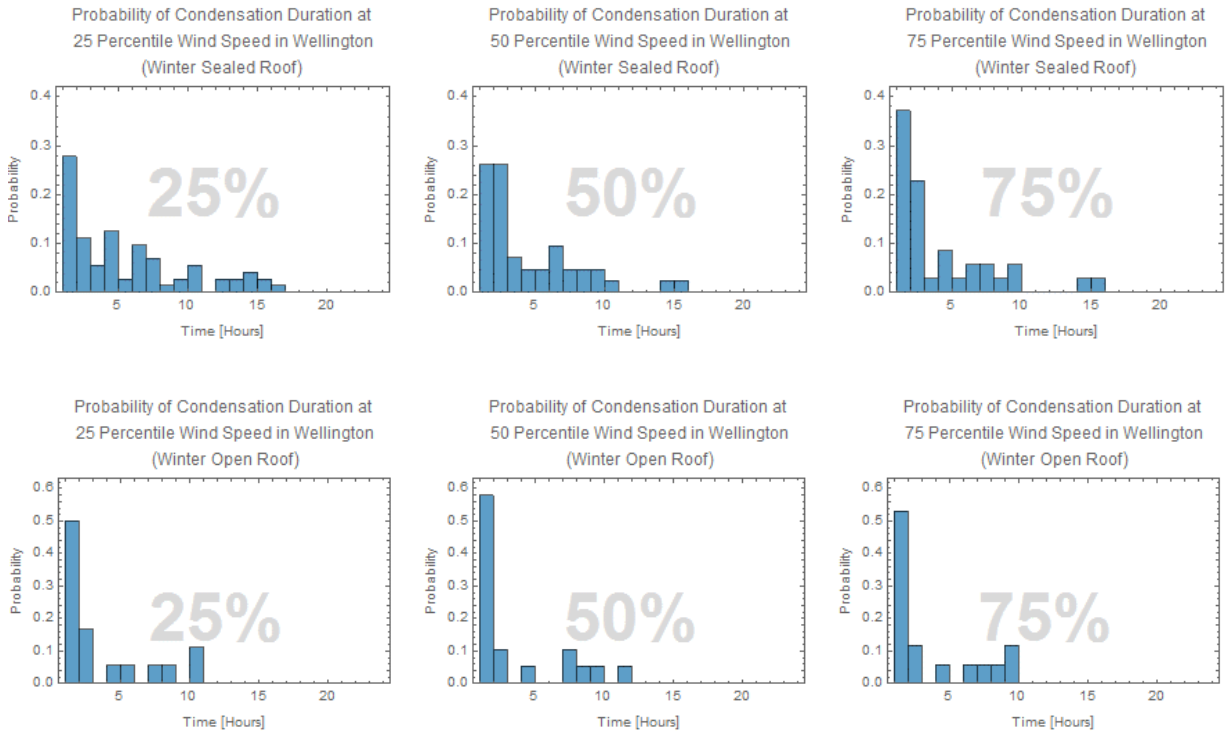 Probability of Condensation Duration at
25 Percentile Wind Speed in Wellington
(Winter Sealed Roof)
0.4
0.3
0.2
0.1
0.0
Probability
25%
5
10
15
20
Time [Hours]
Probability of Condensation Duration at
50 Percentile Wind Speed in Wellington
(Winter Sealed Roof)
0.4
0.3
0.2
0.1
0.0
Probability
50%
5
10
15
20
Time [Hours]
Probability of Condensation Duration at
75 Percentile Wind Speed in Wellington
(Winter Sealed Roof)
0.4
0.3
0.2
0.1
0.0
Probability
75%
5
10
15
20
Time [Hours]
Probability of Condensation Duration at
25 Percentile Wind Speed in Wellington
(Winter Open Roof)
0.6
0.5
0.4
0.3
0.2
0.1
0.0
Probability
25%
5
10
15
20
Time [Hours]
Probability of Condensation Duration at
50 Percentile Wind Speed in Wellington
(Winter Open Roof)
0.6
0.5
0.4
0.3
0.2
0.1
0.0
Probability
50%
5
10
15
20
Time [Hours]
Probability of Condensation Duration at
75 Percentile Wind Speed in Wellington
(Winter Open Roof)
0.6
0.5
0.4
0.3
0.2
0.1
0.0
Probability
75%
5
10
15
20
Time [Hours]